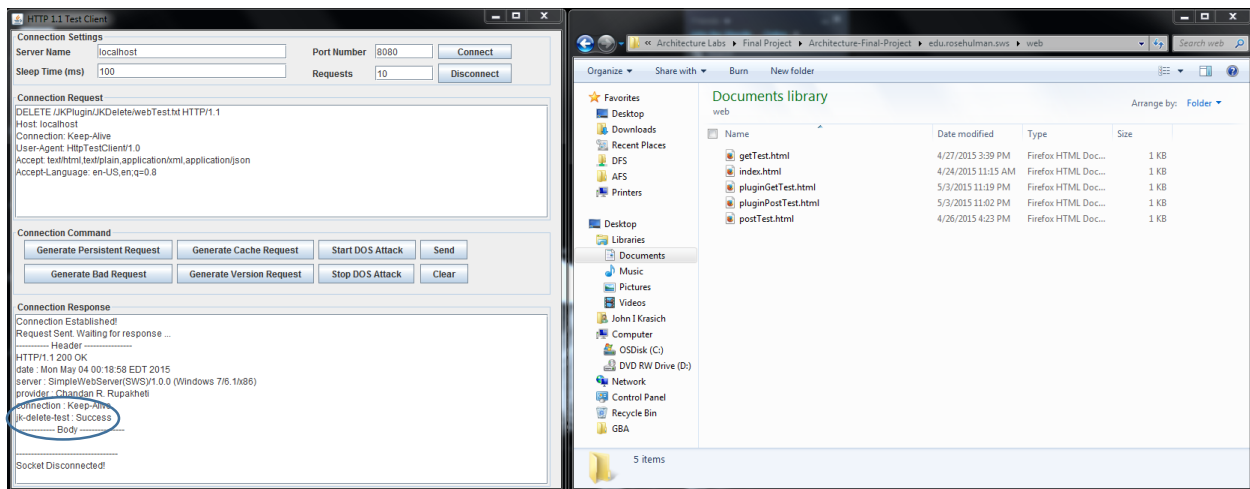 HTTP 1.1 Test Client
Connection Settings
Server Name localhost Port Number 8080 Connect
Sleep Time (ms) 100 Requests 10 Disconnect
Connection Request
DELETE /JKPlugin/JKDelete/webTest.txt HTTP/1.1
Host: localhost
Connection: Keep-Alive
User-Agent: HttpTestClient/1.0
Accept: text/html,text/plain,application/xml,application/json
Accept-Language: en-US,en;q=0.8
Connection Command
Generate Persistent Request Generate Cache Request Start DOS Attack Send
Generate Bad Request Generate Version Request Stop DOS Attack Clear
Connection Response
Connection Established!
Request Sent. Waiting for response ...
----------- Header ----------------
HTTP/1.1 200 OK
date : Mon May 04 00:18:58 EDT 2015
server : SimpleWebServer(SWS)/1.0.0 (Windows 7/6.1/x86)
provider : Chandan R. Rupakheti
connection : Keep-Alive
jk-delete-test : Success
------------- Body ---------------
----------------------------------
Socket Disconnected!
« Architecture Labs Final Project Architecture-Final-Project edu.rosehulman.sws web Search web
Organize Share with Burn New folder
Favorites
Desktop
Downloads
Recent Places
DFS
AFS
Printers
Desktop
Libraries
Documents
Music
Pictures
Videos
John I Krasich
Computer
OSDisk (C:)
DVD RW Drive (D:)
Network
Control Panel
Recycle Bin
GBA
Documents library
web
Arrange by: Folder
Name Date modified Type Size
getTest.html 4/27/2015 3:39 PM Firefox HTML Doc... 1 KB
index.html 4/24/2015 11:15 AM Firefox HTML Doc... 1 KB
pluginGetTest.html 5/3/2015 11:19 PM Firefox HTML Doc... 1 KB
pluginPostTest.html 5/3/2015 11:02 PM Firefox HTML Doc... 1 KB
postTest.html 4/26/2015 4:23 PM Firefox HTML Doc... 1 KB
5 items